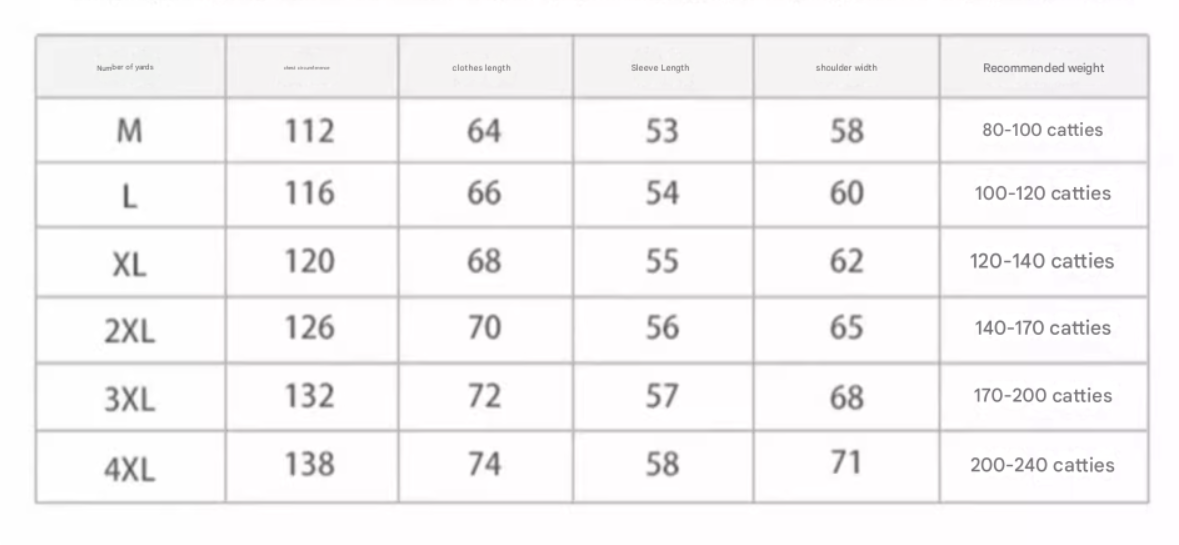 Number of yards chest circumference clothes length Sleeve Length shoulder width Recommended weight
M 112 64 53 58 80-100 catties
L 116 66 54 60 100-120 catties
XL 120 68 55 62 120-140 catties
2XL 126 70 56 65 140-170 catties
3XL 132 72 57 68 170-200 catties
4XL 138 74 58 71 200-240 catties